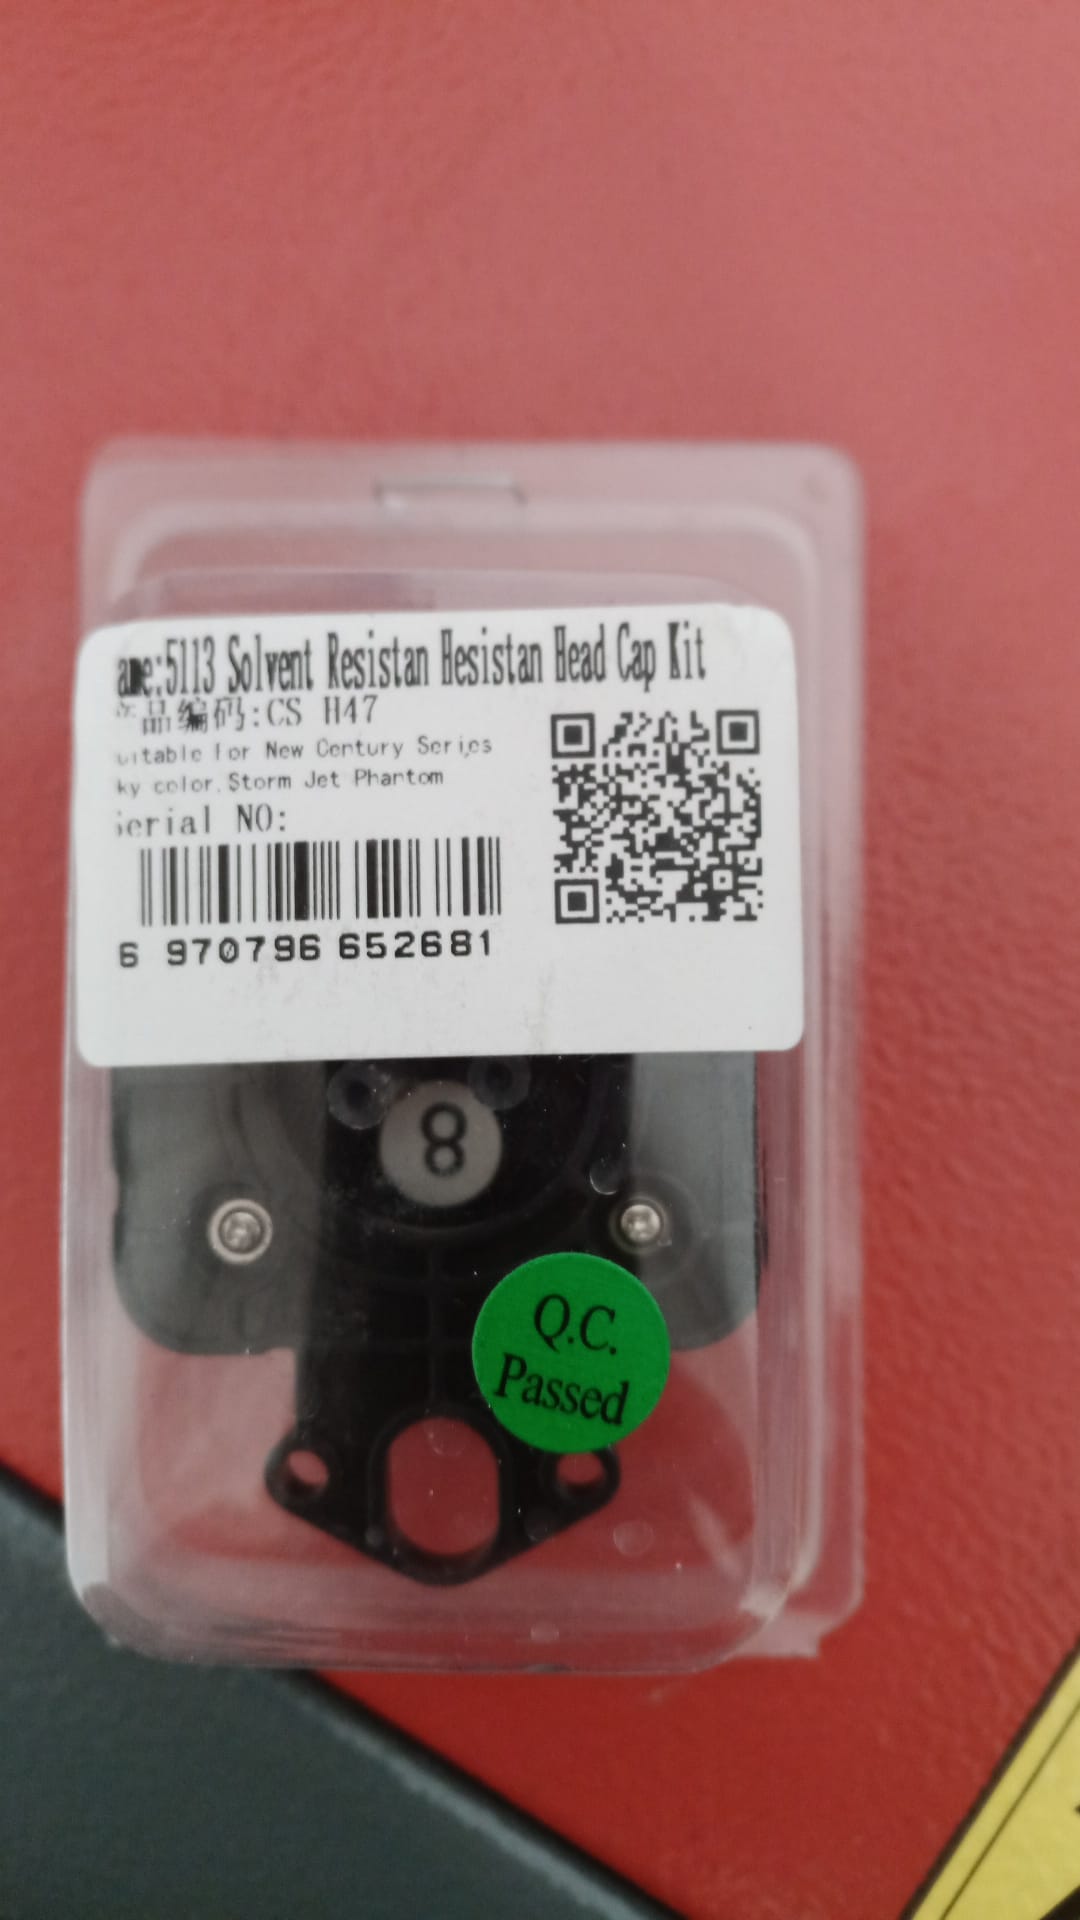 ame:5113 Solvent Resistan Hesistan Head Cap Kit
产品编码:CS H47
uitable For New Century Series
ky color.Storm Jet Phantom
Serial NO:
6 970796 652681
8
Q.C.
Passed